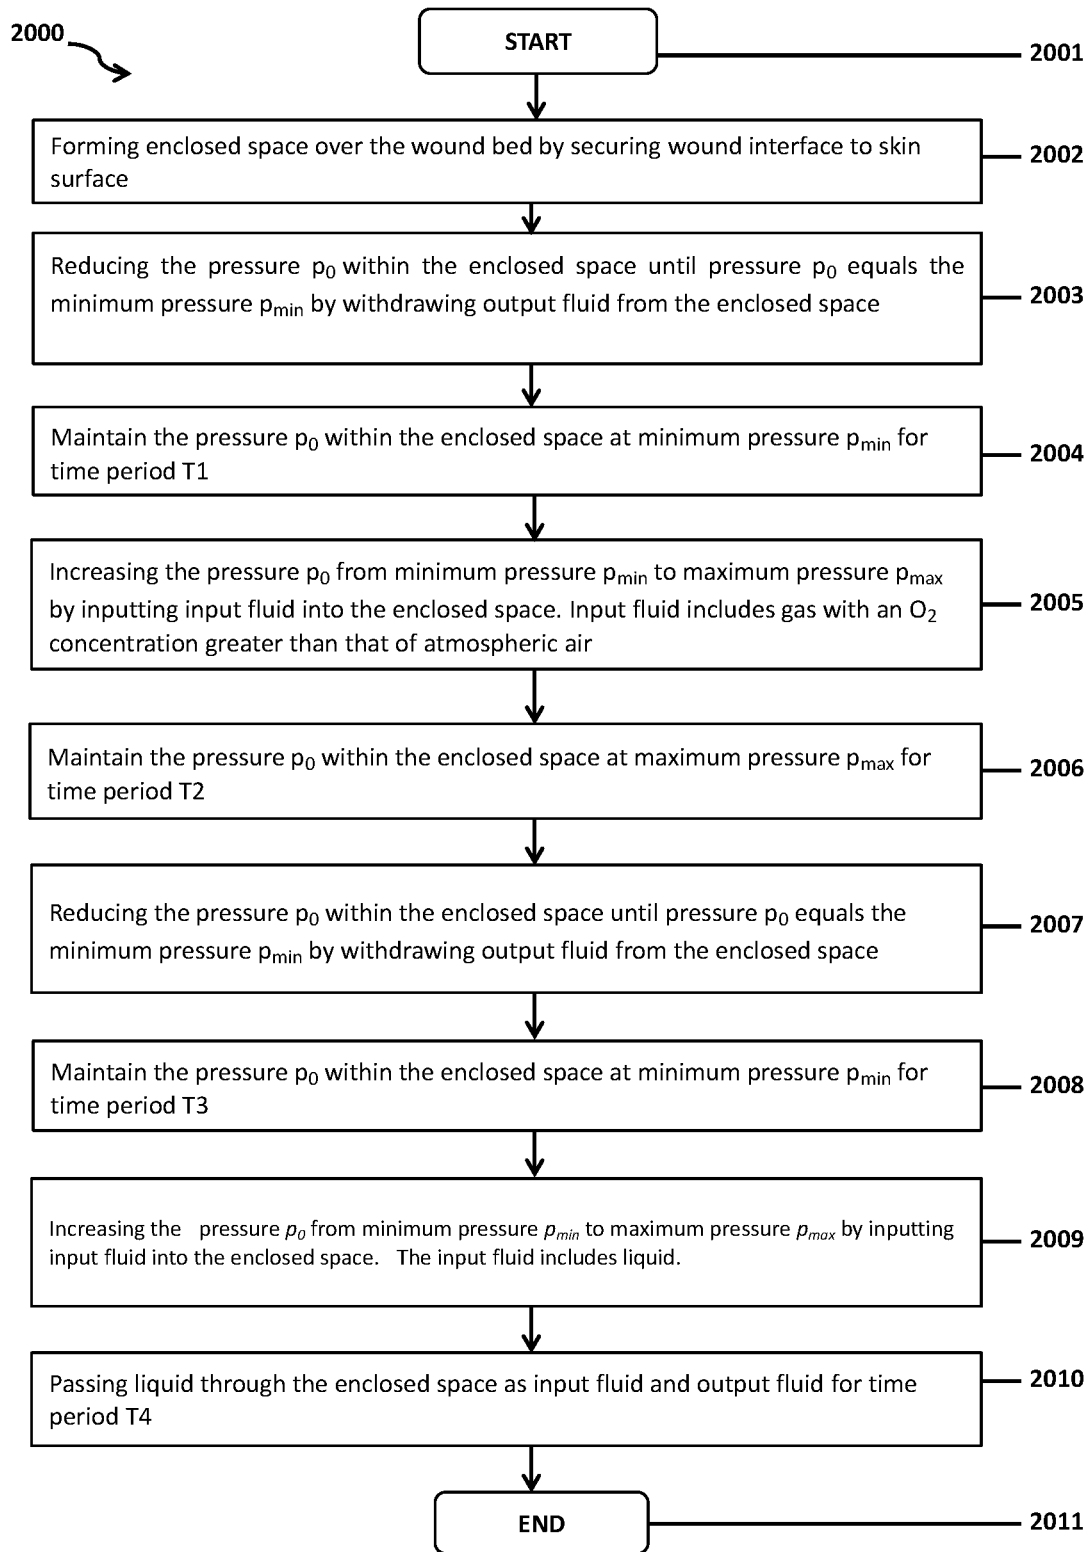 2000
START
2001
Forming enclosed space over the wound bed by securing wound interface to skin
surface
2002
Reducing the pressure p₀ within the enclosed space until pressure p₀ equals the
minimum pressure pmin by withdrawing output fluid from the enclosed space
2003
Maintain the pressure p₀ within the enclosed space at minimum pressure pmin for
time period T1
2004
Increasing the pressure p₀ from minimum pressure pmin to maximum pressure pmax
by inputting input fluid into the enclosed space. Input fluid includes gas with an O₂
concentration greater than that of atmospheric air
2005
Maintain the pressure p₀ within the enclosed space at maximum pressure pmax for
time period T2
2006
Reducing the pressure p₀ within the enclosed space until pressure p₀ equals the
minimum pressure pmin by withdrawing output fluid from the enclosed space
2007
Maintain the pressure p₀ within the enclosed space at minimum pressure pmin for
time period T3
2008
Increasing the pressure p₀ from minimum pressure pmin to maximum pressure pmax by inputting
input fluid into the enclosed space. The input fluid includes liquid.
2009
Passing liquid through the enclosed space as input fluid and output fluid for time
period T4
2010
END
2011